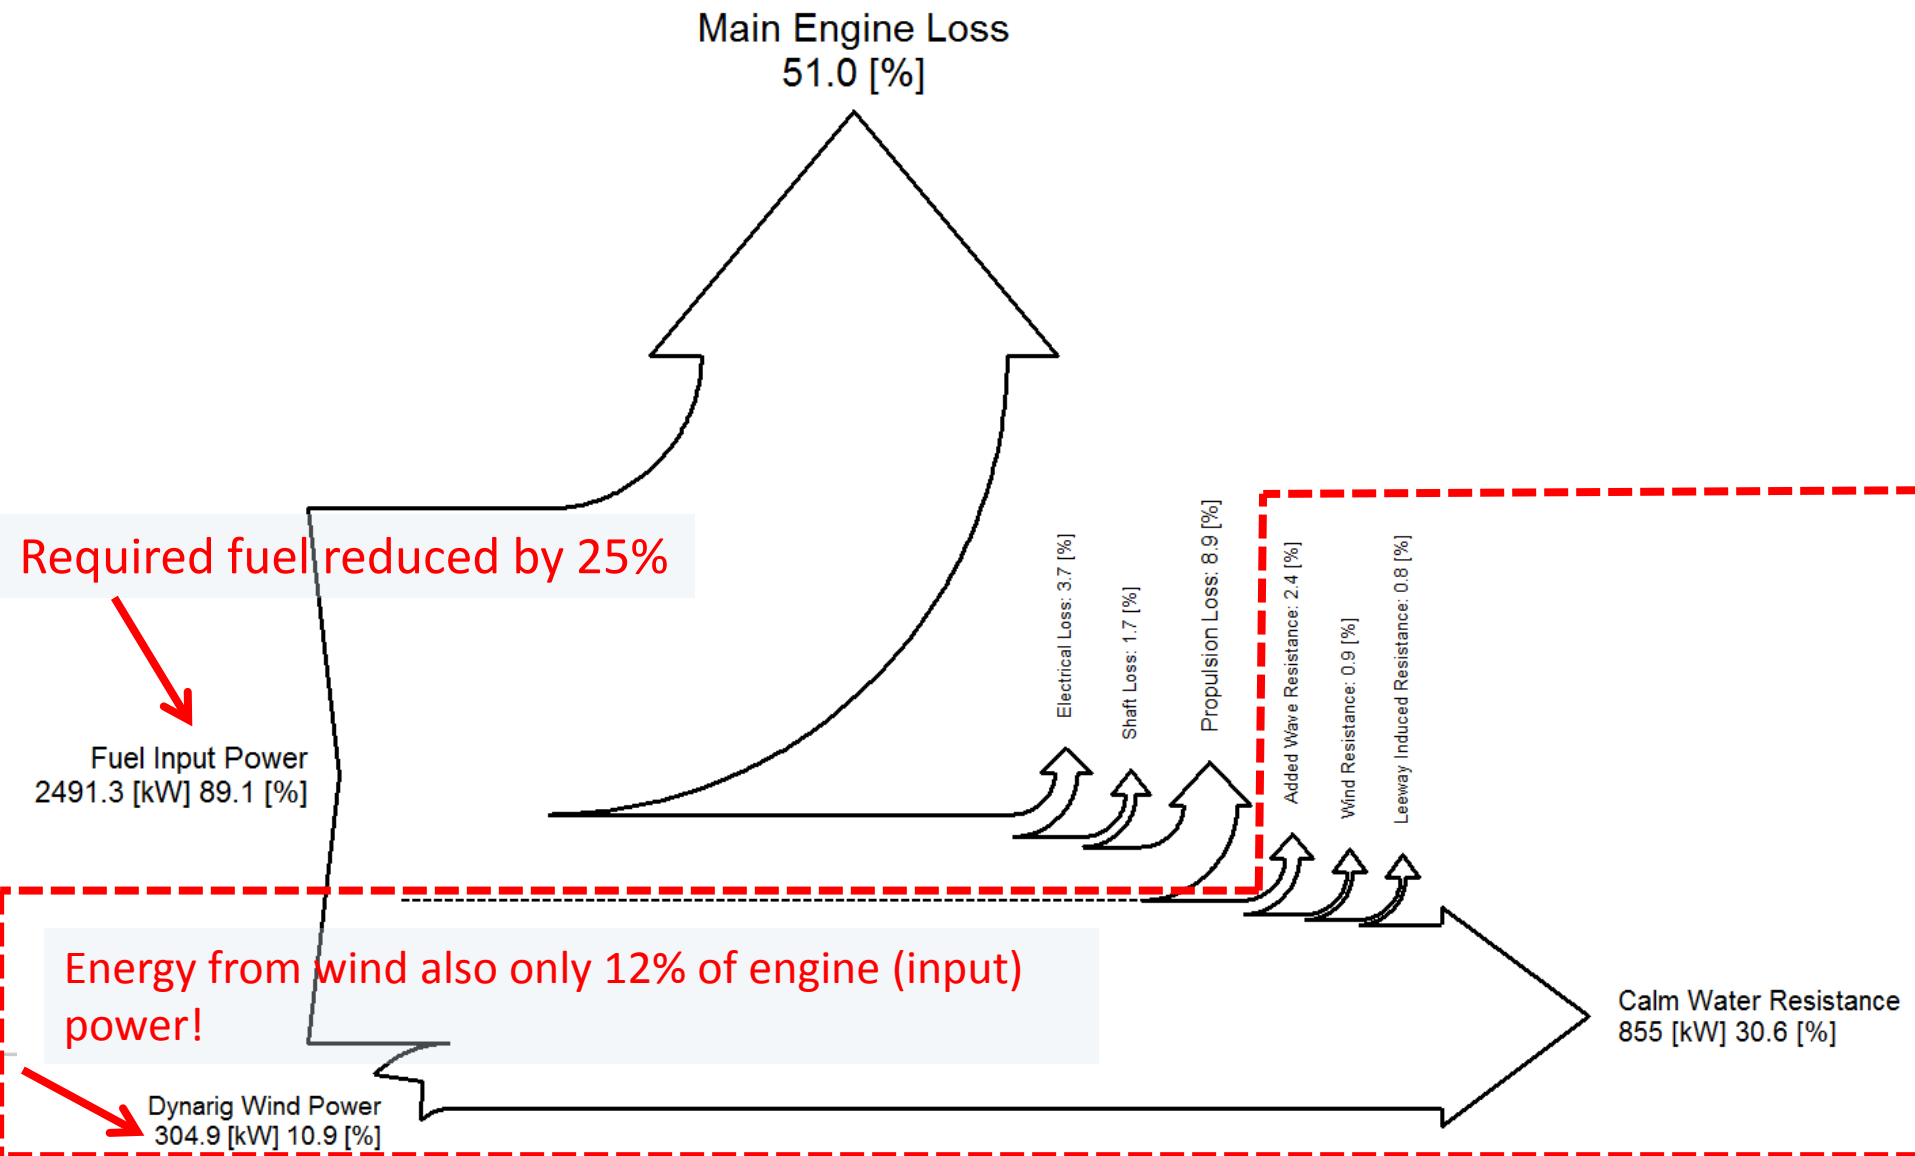 Main Engine Loss
51.0 [%]
Required fuel reduced by 25%
Fuel Input Power
2491.3 [kW] 89.1 [%]
Electrical Loss: 3.7 [%]
Shaft Loss: 1.7 [%]
Propulsion Loss: 8.9 [%]
Added Wave Resistance: 2.4 [%]
Wind Resistance: 0.9 [%]
Leeway Induced Resistance: 0.8 [%]
Energy from wind also only 12% of engine (input)
power!
Calm Water Resistance
855 [kW] 30.6 [%]
Dynarig Wind Power
304.9 [kW] 10.9 [%]